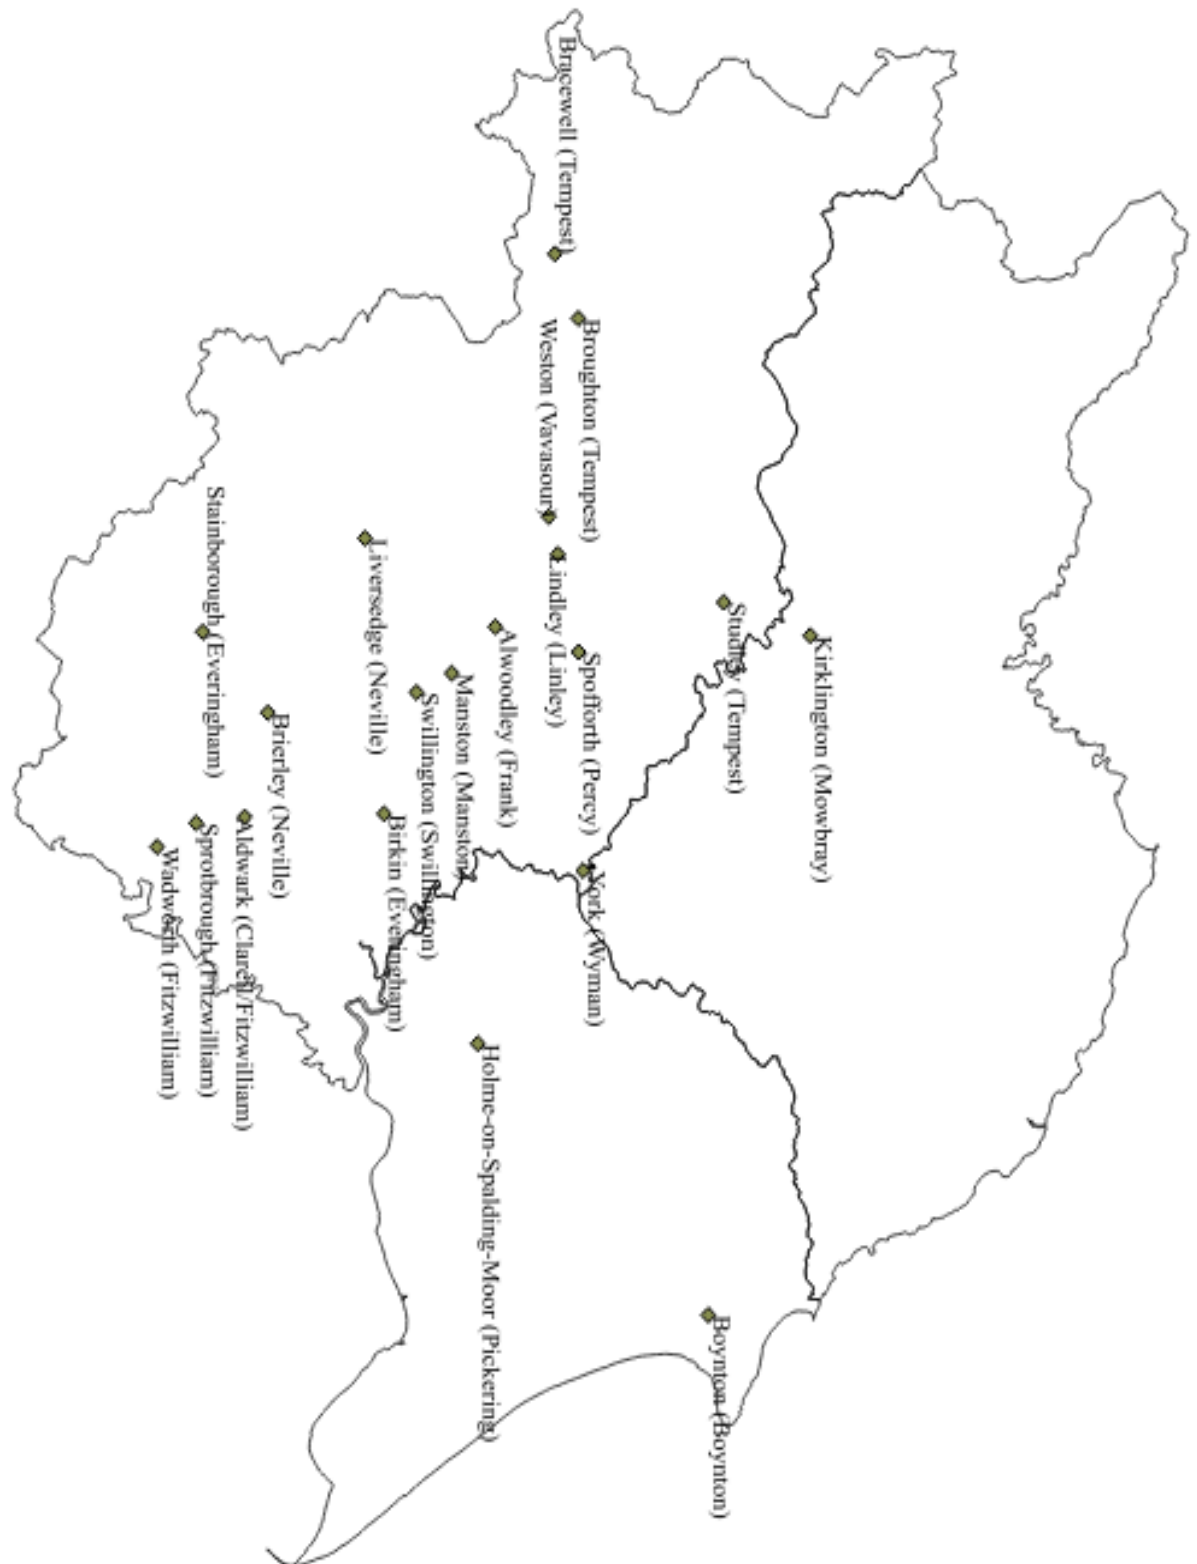 Kirklington (Mowbray)
Studley (Tempest)
Boynton (Boynton)
Bracewell (Tempest)
Broughton (Tempest)
Weston (Vavasour)
Lindley (Linley)
Spofforth (Percy)
York (Wyman)
Alwoodley (Frank)
Manston (Manston)
Holme-on-Spalding-Moor (Pickering)
Swillington (Swillington)
Liversedge (Neville)
Birkin (Everingham)
Brierley (Neville)
Aldwark (Clarell/Fitzwilliam)
Stainborough (Everingham)
Sprotbrough (Fitzwilliam)
Wadworth (Fitzwilliam)